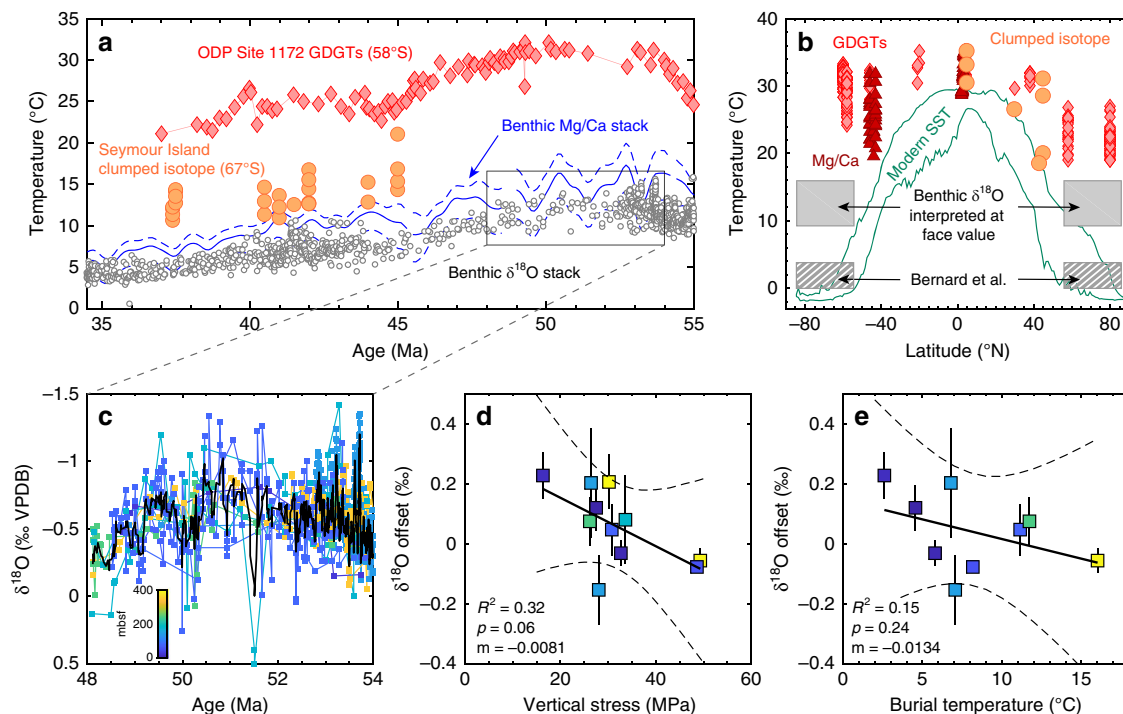 a
ODP Site 1172 GDGTs (58°S)
Benthic Mg/Ca stack
Seymour Island
clumped isotope (67°S)
Benthic δ18O stack
Temperature (°C)
35
30
25
20
15
10
5
0
35
40
45
50
55
Age (Ma)
b
GDGTs
Clumped isotope
Mg/Ca
Modern SST
Benthic δ18O
interpreted at
face value
Bernard et al.
Temperature (°C)
40
30
20
10
0
−80
−40
0
40
80
Latitude (°N)
c
δ18O (‰ VPDB)
−1.5
−1
−0.5
0
0.5
mbsf
400
200
0
48
50
52
54
Age (Ma)
d
δ18O offset (‰)
0.4
0.2
0
−0.2
−0.4
R2 = 0.32
p = 0.06
m = −0.0081
0
20
40
60
Vertical stress (MPa)
e
δ18O offset (‰)
0.4
0.2
0
−0.2
−0.4
R2 = 0.15
p = 0.24
m = −0.0134
0
5
10
15
Burial temperature (°C)